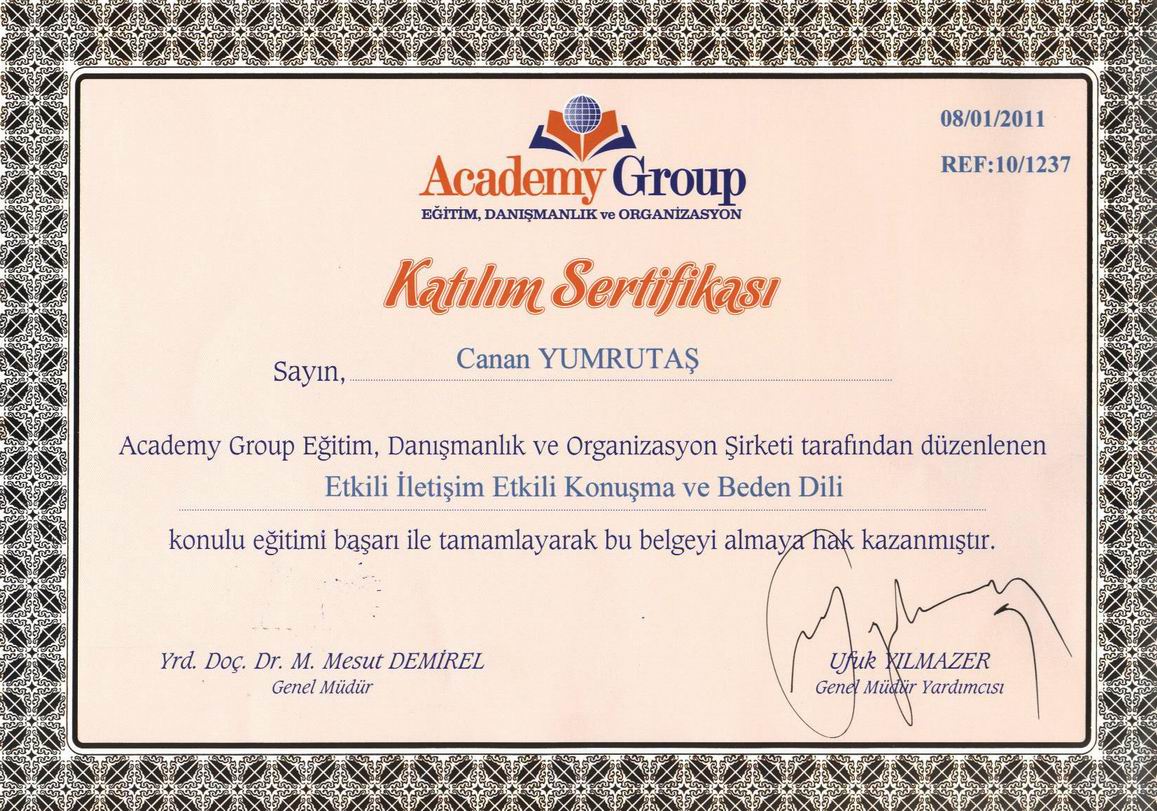 08/01/2011
REF:10/1237
Academy Group
EĞİTİM, DANIŞMANLIK ve ORGANİZASYON
Katılım Sertifikası
Canan YUMRUTAŞ
Sayın,
Academy Group Eğitim, Danışmanlık ve Organizasyon Şirketi tarafından düzenlenen
Etkili İletişim Etkili Konuşma ve Beden Dili
konulu eğitimi başarı ile tamamlayarak bu belgeyi almaya hak kazanmıştır.
Yrd. Doç. Dr. M. Mesut DEMİREL
Genel Müdür
Ufuk YILMAZER
Genel Müdür Yardımcısı